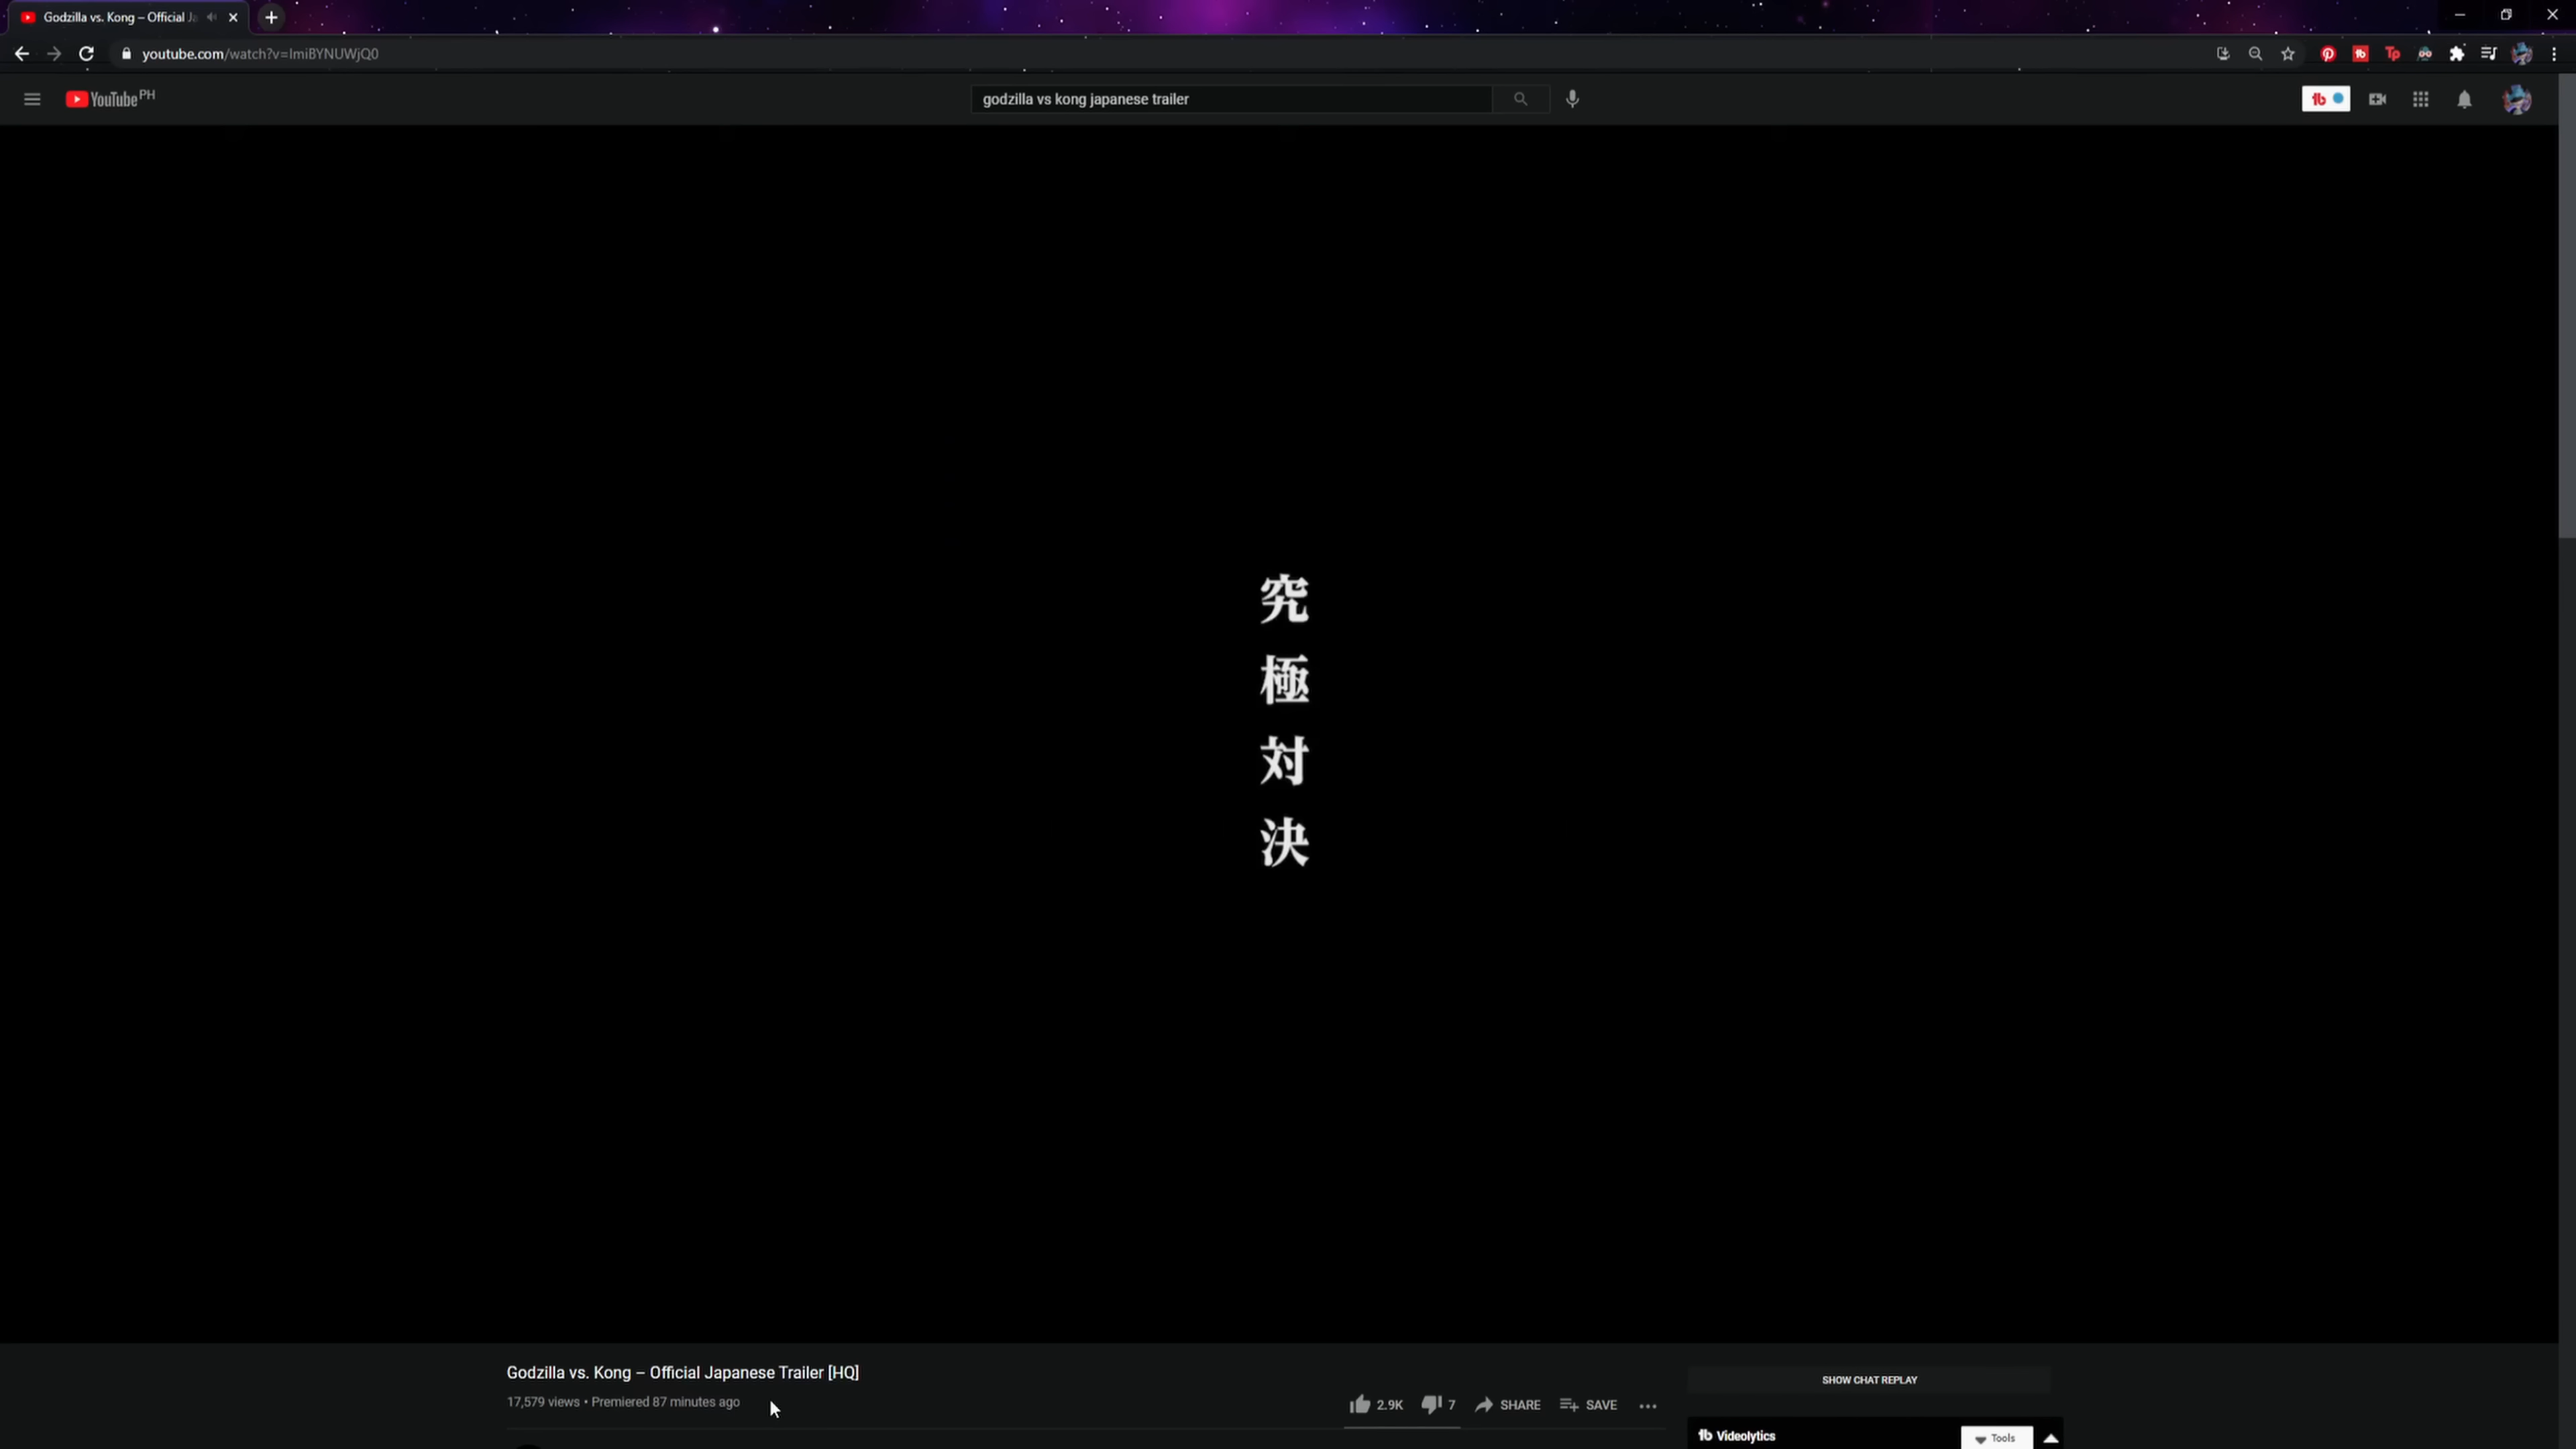 Godzilla vs. Kong – Official Ja
youtube.com/watch?v=ImiBYNUWjQ0
YouTube PH
godzilla vs kong japanese trailer
究極対決
Godzilla vs. Kong – Official Japanese Trailer [HQ]
17,579 views • Premiered 87 minutes ago
2.9K
7
SHARE
SAVE
SHOW CHAT REPLAY
Videolytics
Tools